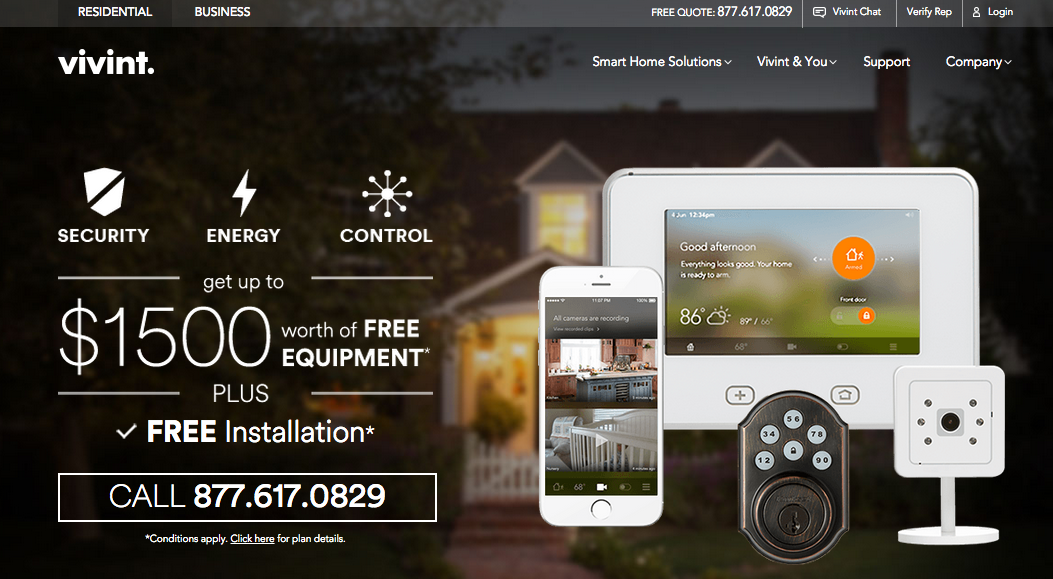 RESIDENTIAL
BUSINESS
FREE QUOTE: 877.617.0829
Vivint Chat
Verify Rep
Login
vivint.
Smart Home Solutions
Vivint & You
Support
Company
SECURITY
ENERGY
CONTROL
get up to
$1500 worth of FREE
EQUIPMENT*
PLUS
FREE Installation*
CALL 877.617.0829
*Conditions apply. Click here for plan details.
11:07 PM
100%
All cameras are recording
View recorded clips
Kitchen
Nursery
68°
4 Jun 12:34pm
Good afternoon
Everything looks good. Your home
is ready to arm.
Armed
Front door
86°
89° / 66°
68°
56
34
78
12
90